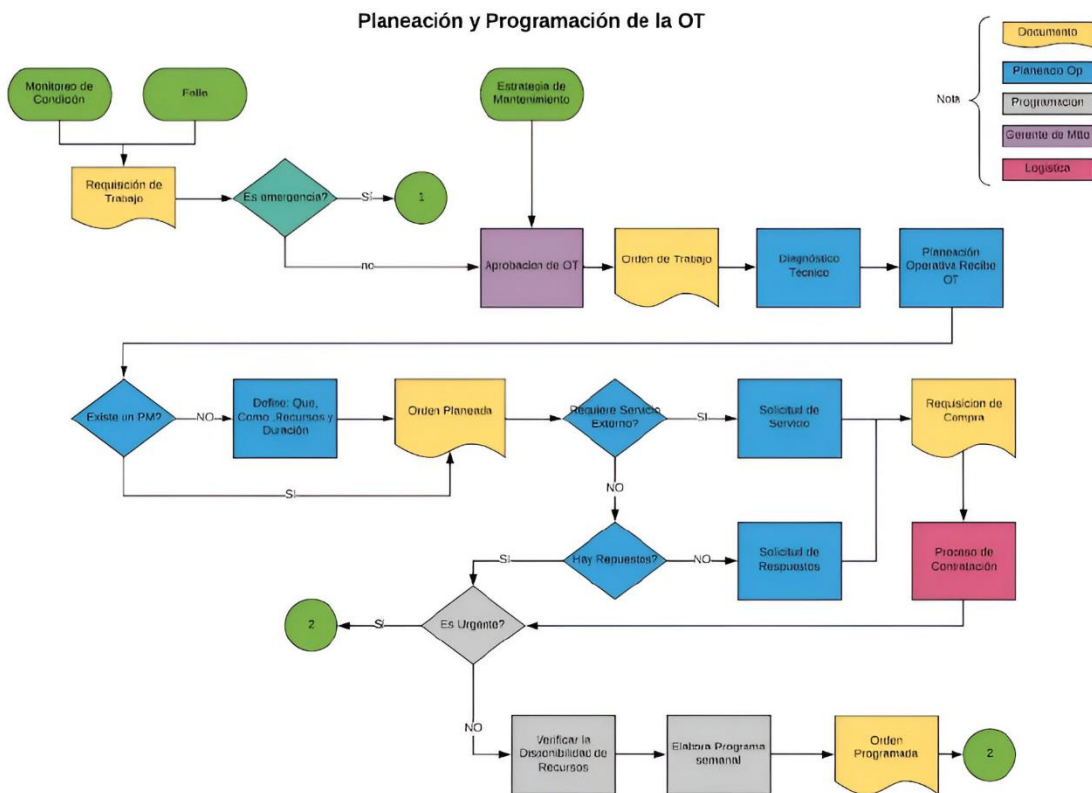 Planeación y Programación de la OT
Documento
Planeacio Op
Nota
Programacion
Gerente de Mtto
Logistica
Monitoreo de
Condición
Falla
Estrategia de
Mantenimiento
Requisición de
Trabajo
Es emergencia?
Si
1
no
Aprobacion de OT
Orden de Trabajo
Diagnóstico
Tecnico
Planeación
Operativa Recibe
OT
Existe un PM?
NO
Define: Que,
Como ,Recursos y
Duración
Orden Planeada
Requiere Servicio
Externo?
SI
Solicitud de
Servicio
Requisicion de
Compra
SI
NO
Hay Repuestos?
NO
Solicitud de
Respuestos
Proceso de
Contratación
SI
Es Urgente?
Si
2
NO
Verificar la
Disponibilidad de
Recursos
Elabora Programa
semanal
Orden
Programada
2